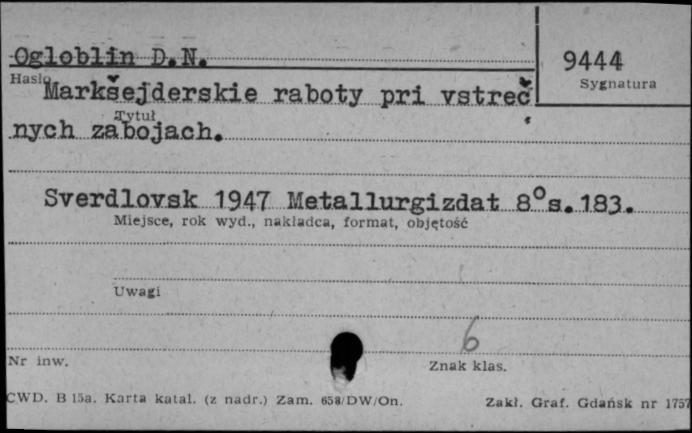 Ogloblin D.N.
9444
Hasło
Sygnatura
Markšejderskie raboty pri vstreč
Tytuł
nych zabojach.
Sverdlovsk 1947 Metallurgizdat 8° s.183.
Miejsce, rok wyd., nakładca, format, objętość
Uwagi
6
Nr inw.
Znak klas.
CWD. B 15a. Karta katal. (z nadr.) Zam. 658/DW/On.
Zakł. Graf. Gdańsk nr 1757